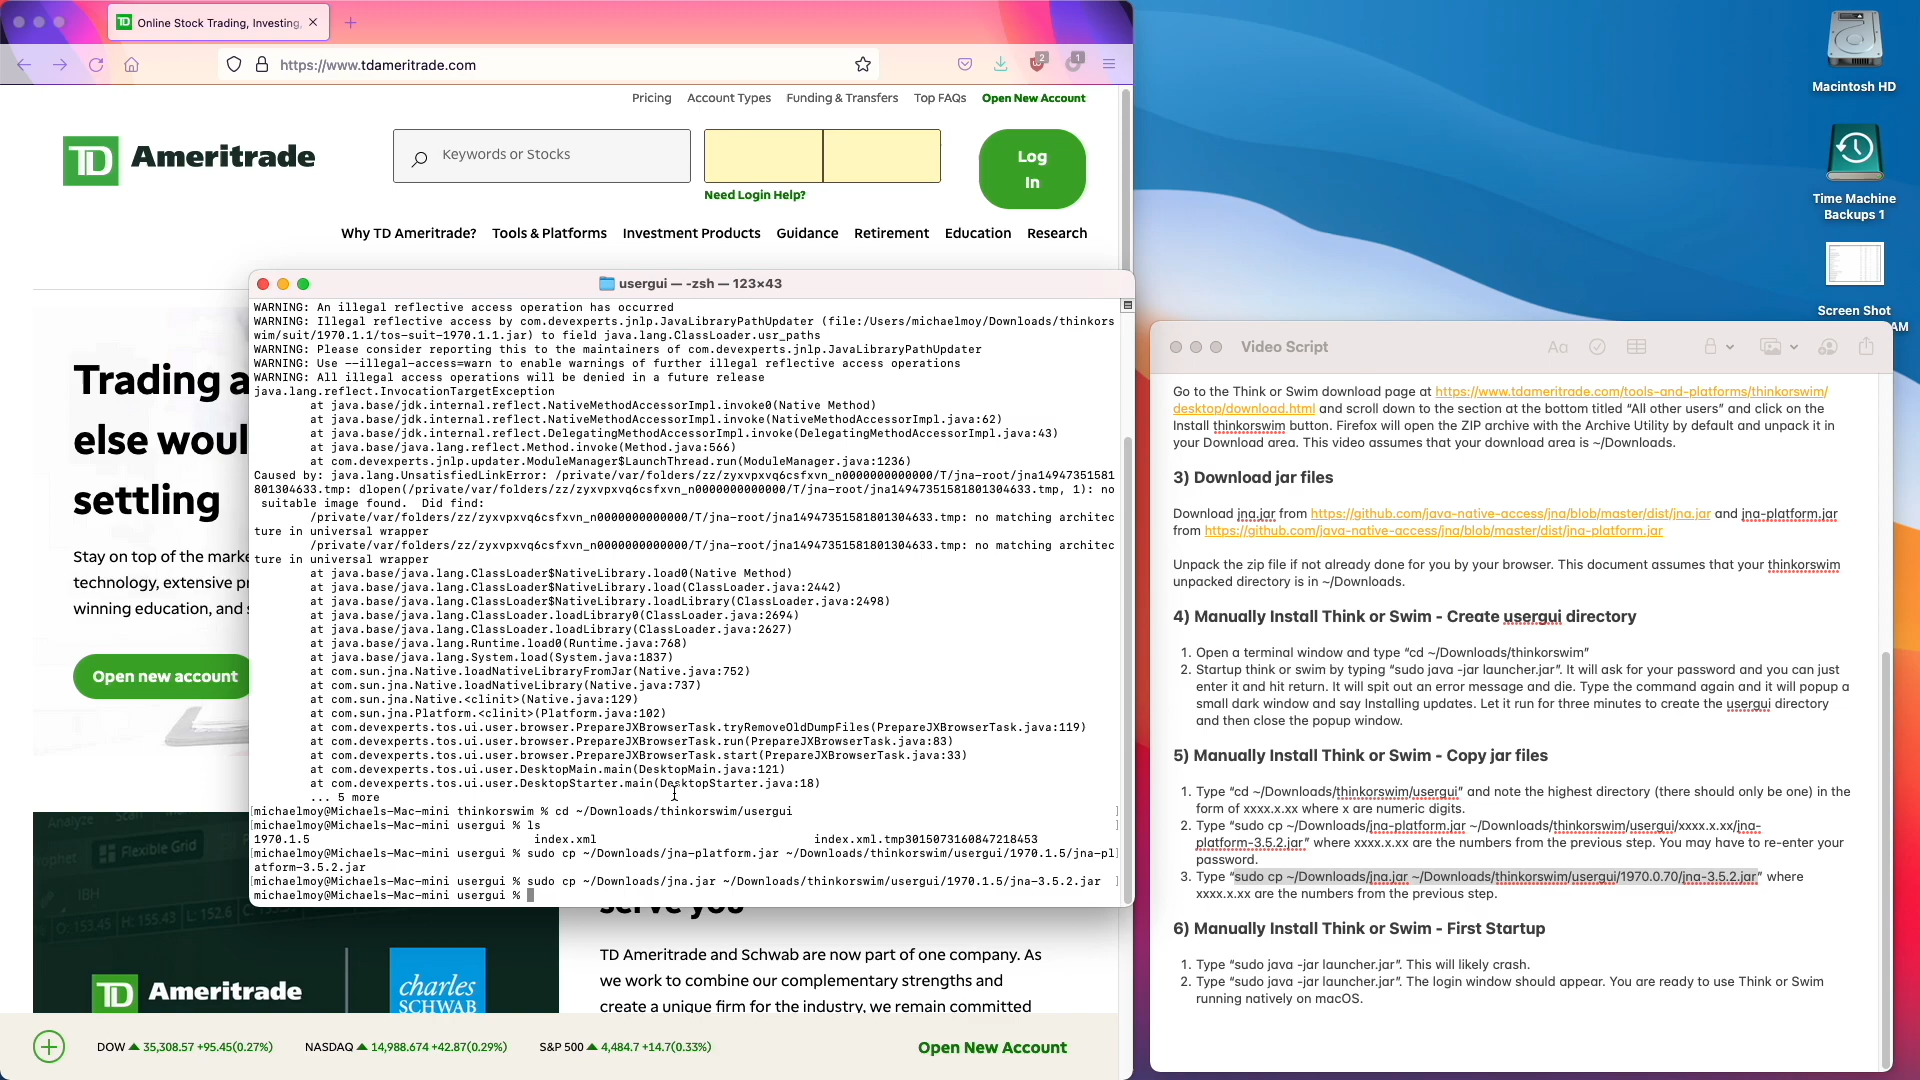 Online Stock Trading, Investing,
https://www.tdameritrade.com
2
1
Pricing Account Types Funding & Transfers Top FAQs Open New Account
TD Ameritrade
Keywords or Stocks
Log
In
Need Login Help?
Why TD Ameritrade? Tools & Platforms Investment Products Guidance Retirement Education Research
Trading a
else woul
settling
Stay on top of the marke
technology, extensive pr
winning education, and s
Open new account
usergui — -zsh — 123×43
WARNING: An illegal reflective access operation has occurred
WARNING: Illegal reflective access by com.devexperts.jnlp.JavaLibraryPathUpdater (file:/Users/michaelmoy/Downloads/thinkors
wim/suit/1970.1.1/tos-suit-1970.1.1.jar) to field java.lang.ClassLoader.usr_paths
WARNING: Please consider reporting this to the maintainers of com.devexperts.jnlp.JavaLibraryPathUpdater
WARNING: Use --illegal-access=warn to enable warnings of further illegal reflective access operations
WARNING: All illegal access operations will be denied in a future release
java.lang.reflect.InvocationTargetException
at java.base/jdk.internal.reflect.NativeMethodAccessorImpl.invoke0(Native Method)
at java.base/jdk.internal.reflect.NativeMethodAccessorImpl.invoke(NativeMethodAccessorImpl.java:62)
at java.base/jdk.internal.reflect.DelegatingMethodAccessorImpl.invoke(DelegatingMethodAccessorImpl.java:43)
at java.base/java.lang.reflect.Method.invoke(Method.java:566)
at com.devexperts.jnlp.updater.ModuleManager$LaunchThread.run(ModuleManager.java:1236)
Caused by: java.lang.UnsatisfiedLinkError: /private/var/folders/zz/zyxvpxvq6csfxvn_n0000000000000/T/jna-root/jna14947351581
801304633.tmp: dlopen(/private/var/folders/zz/zyxvpxvq6csfxvn_n0000000000000/T/jna-root/jna14947351581801304633.tmp, 1): no
suitable image found. Did find:
/private/var/folders/zz/zyxvpxvq6csfxvn_n0000000000000/T/jna-root/jna14947351581801304633.tmp: no matching architec
ture in universal wrapper
/private/var/folders/zz/zyxvpxvq6csfxvn_n0000000000000/T/jna-root/jna14947351581801304633.tmp: no matching architec
ture in universal wrapper
at java.base/java.lang.ClassLoader$NativeLibrary.load0(Native Method)
at java.base/java.lang.ClassLoader$NativeLibrary.load(ClassLoader.java:2442)
at java.base/java.lang.ClassLoader$NativeLibrary.loadLibrary(ClassLoader.java:2498)
at java.base/java.lang.ClassLoader.loadLibrary0(ClassLoader.java:2694)
at java.base/java.lang.ClassLoader.loadLibrary(ClassLoader.java:2627)
at java.base/java.lang.Runtime.load0(Runtime.java:768)
at java.base/java.lang.System.load(System.java:1837)
at com.sun.jna.Native.loadNativeLibraryFromJar(Native.java:752)
at com.sun.jna.Native.loadNativeLibrary(Native.java:737)
at com.sun.jna.Native.<clinit>(Native.java:129)
at com.sun.jna.Platform.<clinit>(Platform.java:102)
at com.devexperts.tos.ui.user.browser.PrepareJXBrowserTask.tryRemoveOldDumpFiles(PrepareJXBrowserTask.java:119)
at com.devexperts.tos.ui.user.browser.PrepareJXBrowserTask.run(PrepareJXBrowserTask.java:83)
at com.devexperts.tos.ui.user.browser.PrepareJXBrowserTask.start(PrepareJXBrowserTask.java:33)
at com.devexperts.tos.ui.user.DesktopMain.main(DesktopMain.java:121)
at com.devexperts.tos.ui.user.DesktopStarter.main(DesktopStarter.java:18)
... 5 more
[michaelmoy@Michaels-Mac-mini thinkorswim % cd ~/Downloads/thinkorswim/usergui ]
[michaelmoy@Michaels-Mac-mini usergui % ls ]
1970.1.5 index.xml index.xml.tmp3015073160847218453
[michaelmoy@Michaels-Mac-mini usergui % sudo cp ~/Downloads/jna-platform.jar ~/Downloads/thinkorswim/usergui/1970.1.5/jna-pl]
atform-3.5.2.jar
[michaelmoy@Michaels-Mac-mini usergui % sudo cp ~/Downloads/jna.jar ~/Downloads/thinkorswim/usergui/1970.1.5/jna-3.5.2.jar ]
michaelmoy@Michaels-Mac-mini usergui %
serve you
TD Ameritrade and Schwab are now part of one company. As
we work to combine our complementary strengths and
create a unique firm for the industry, we remain committed
Analyze Scan
Flexible Grid
IBH
O: 153.45 H: 155.43 L: 152.6
TD Ameritrade
charles
SCHWAB
DOW 35,308.57 +95.45(0.27%) NASDAQ 14,988.674 +42.87(0.29%) S&P 500 4,484.7 +14.7(0.33%) Open New Account
Macintosh HD
Time Machine
Backups 1
Screen Shot
AM
Video Script
Aa
Go to the Think or Swim download page at https://www.tdameritrade.com/tools-and-platforms/thinkorswim/
desktop/download.html and scroll down to the section at the bottom titled “All other users” and click on the
Install thinkorswim button. Firefox will open the ZIP archive with the Archive Utility by default and unpack it in
your Download area. This video assumes that your download area is ~/Downloads.
3) Download jar files
Download jna.jar from https://github.com/java-native-access/jna/blob/master/dist/jna.jar and jna-platform.jar
from https://github.com/java-native-access/jna/blob/master/dist/jna-platform.jar
Unpack the zip file if not already done for you by your browser. This document assumes that your thinkorswim
unpacked directory is in ~/Downloads.
4) Manually Install Think or Swim - Create usergui directory
1. Open a terminal window and type “cd ~/Downloads/thinkorswim”
2. Startup think or swim by typing “sudo java -jar launcher.jar”. It will ask for your password and you can just
enter it and hit return. It will spit out an error message and die. Type the command again and it will popup a
small dark window and say Installing updates. Let it run for three minutes to create the usergui directory
and then close the popup window.
5) Manually Install Think or Swim - Copy jar files
1. Type “cd ~/Downloads/thinkorswim/usergui” and note the highest directory (there should only be one) in the
form of xxxx.x.xx where x are numeric digits.
2. Type “sudo cp ~/Downloads/jna-platform.jar ~/Downloads/thinkorswim/usergui/xxxx.x.xx/jna-
platform-3.5.2.jar” where xxxx.x.xx are the numbers from the previous step. You may have to re-enter your
password.
3. Type “sudo cp ~/Downloads/jna.jar ~/Downloads/thinkorswim/usergui/1970.0.70/jna-3.5.2.jar” where
xxxx.x.xx are the numbers from the previous step.
6) Manually Install Think or Swim - First Startup
1. Type “sudo java -jar launcher.jar”. This will likely crash.
2. Type “sudo java -jar launcher.jar”. The login window should appear. You are ready to use Think or Swim
running natively on macOS.